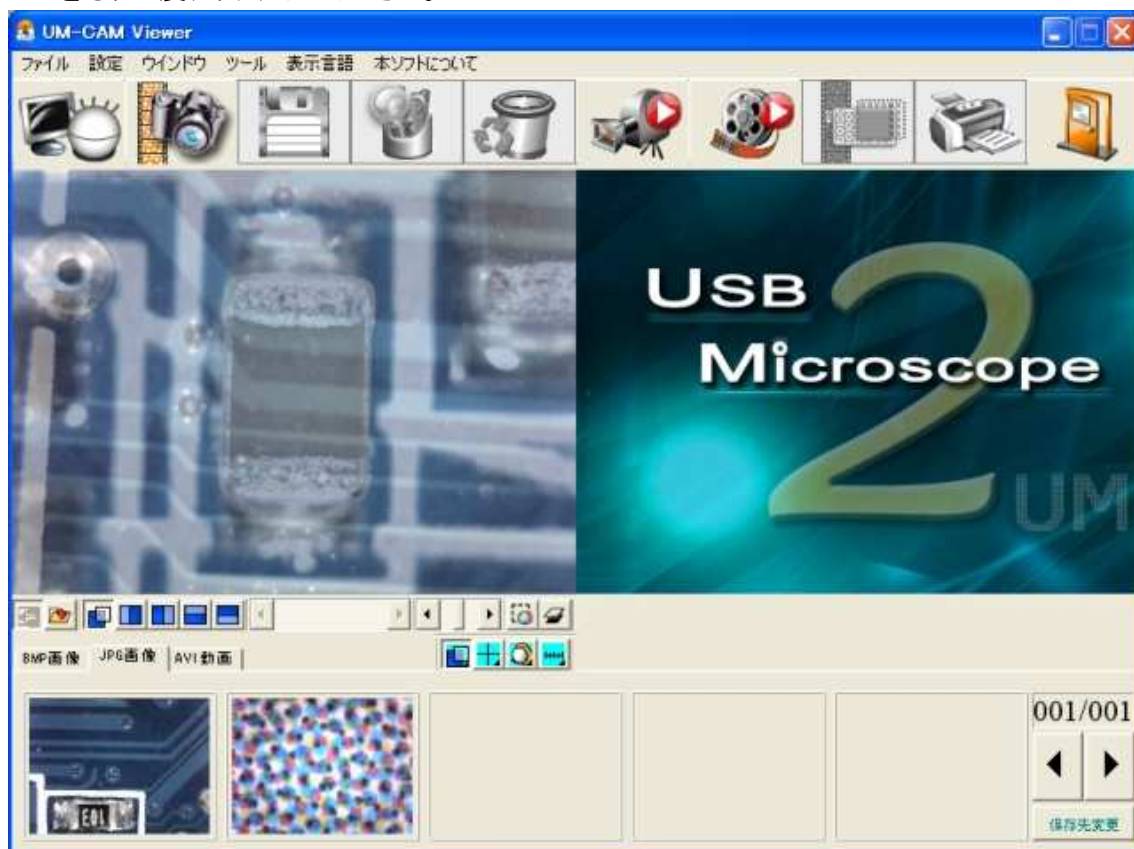 UM-CAM Viewer
ファイル 設定 ウインドウ ツール 表示言語 本ソフトについて
USB
Microscope
2
UM
BMP画像 JPG画像 AVI動画
E01
001/001
保存先変更